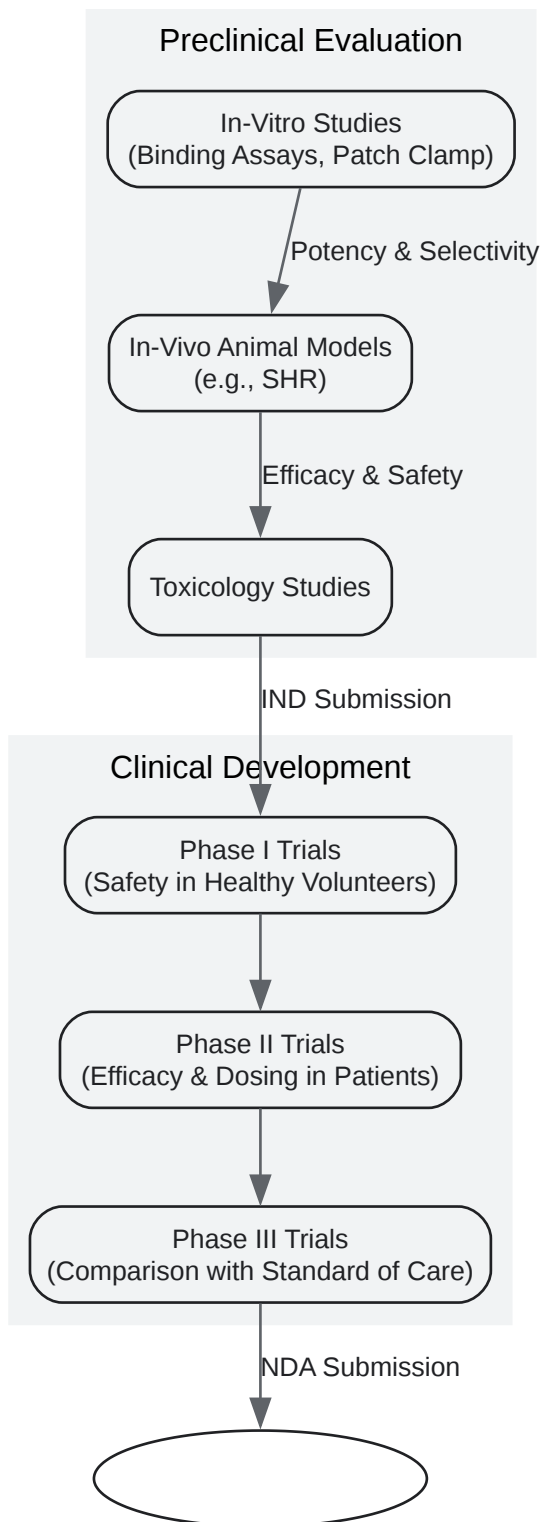 Preclinical Evaluation
In-Vitro Studies
(Binding Assays, Patch Clamp)
Potency & Selectivity
In-Vivo Animal Models
(e.g., SHR)
Efficacy & Safety
Toxicology Studies
IND Submission
Clinical Development
Phase I Trials
(Safety in Healthy Volunteers)
Phase II Trials
(Efficacy & Dosing in Patients)
Phase III Trials
(Comparison with Standard of Care)
NDA Submission